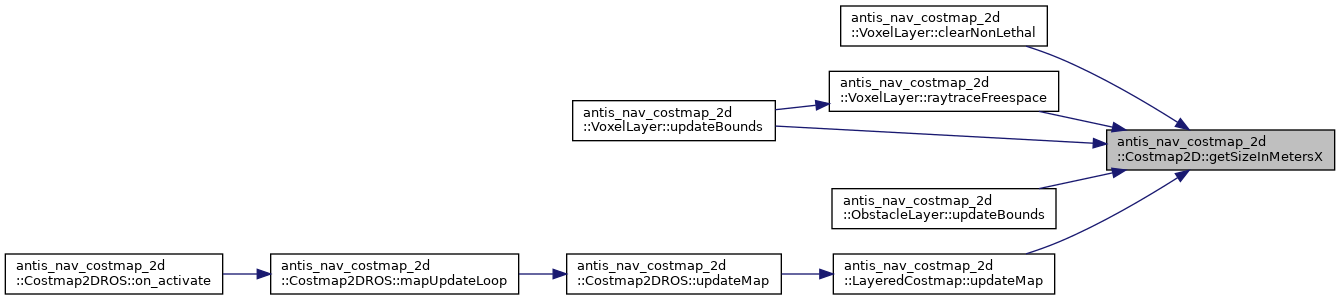 antis_nav_costmap_2d
::VoxelLayer::clearNonLethal
antis_nav_costmap_2d
::VoxelLayer::raytraceFreespace
antis_nav_costmap_2d
::VoxelLayer::updateBounds
antis_nav_costmap_2d
::Costmap2D::getSizeInMetersX
antis_nav_costmap_2d
::ObstacleLayer::updateBounds
antis_nav_costmap_2d
::Costmap2DROS::on_activate
antis_nav_costmap_2d
::Costmap2DROS::mapUpdateLoop
antis_nav_costmap_2d
::Costmap2DROS::updateMap
antis_nav_costmap_2d
::LayeredCostmap::updateMap